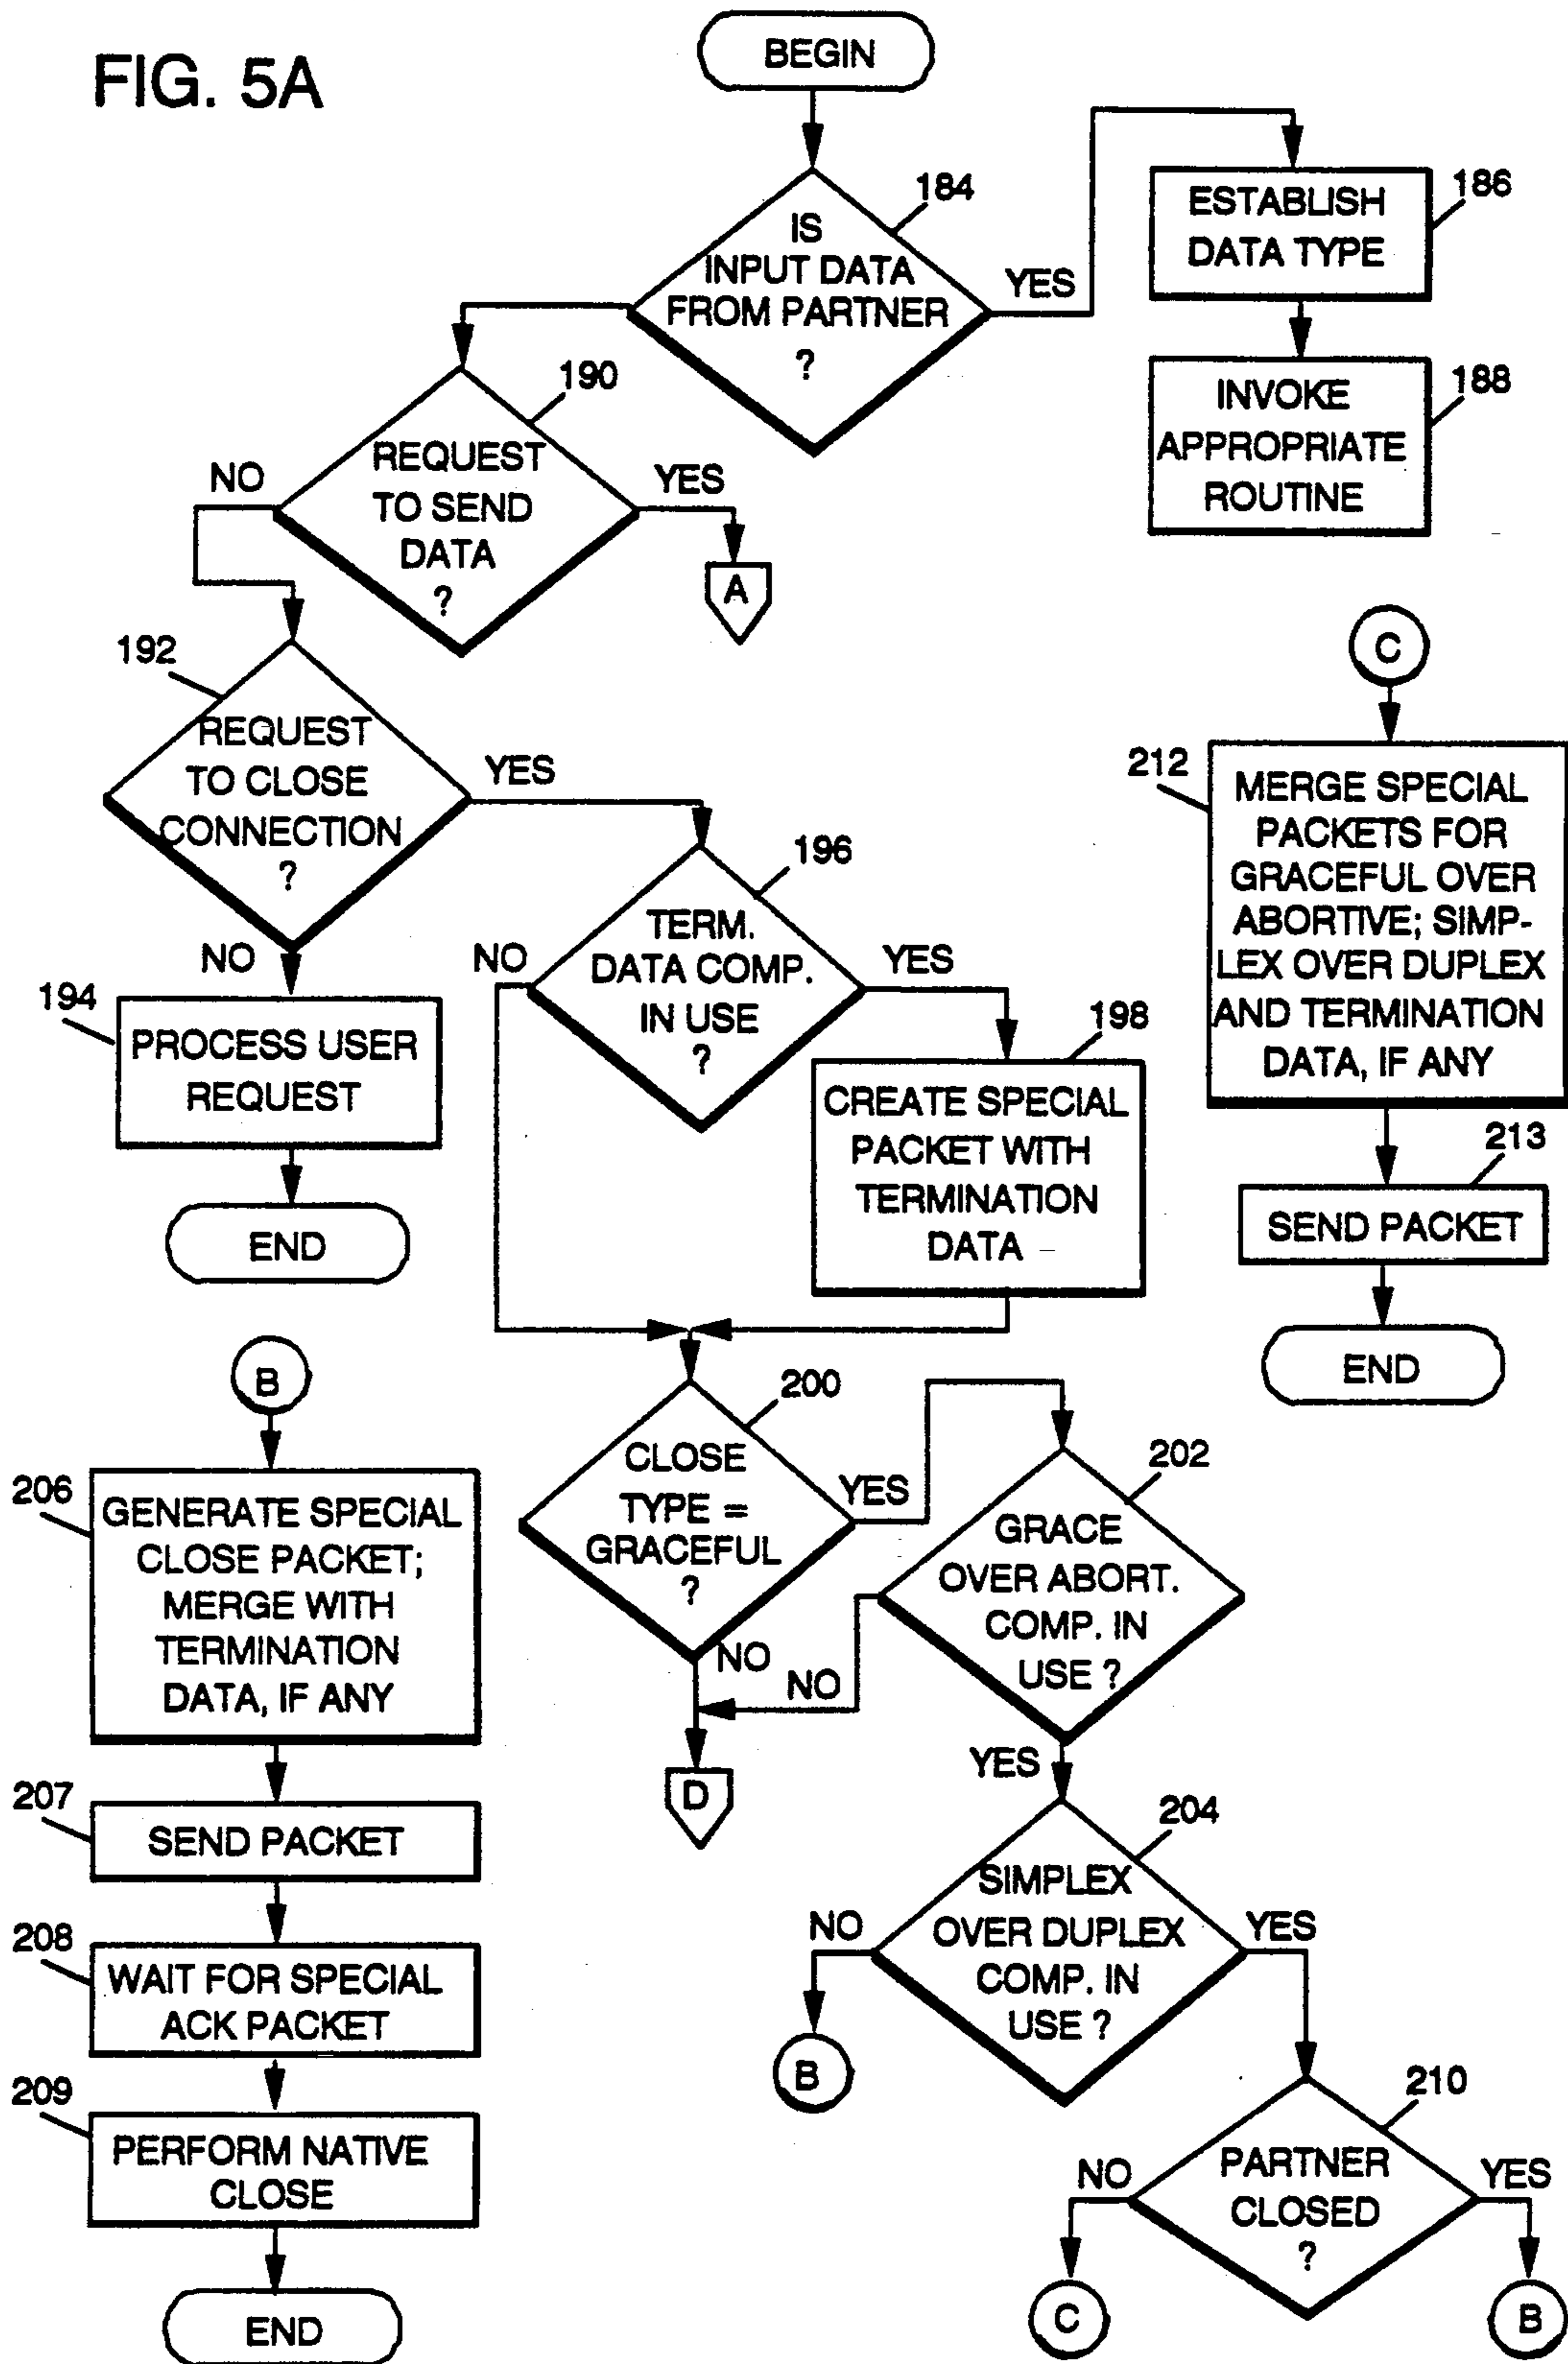 FIG. 5A
BEGIN
184
IS
INPUT DATA
FROM PARTNER
?
YES
186
ESTABLISH
DATA TYPE
188
INVOKE
APPROPRIATE
ROUTINE
190
REQUEST
TO SEND
DATA
?
NO
YES
A
192
REQUEST
TO CLOSE
CONNECTION
?
YES
NO
194
PROCESS USER
REQUEST
END
196
TERM.
DATA COMP.
IN USE
?
NO
YES
198
CREATE SPECIAL
PACKET WITH
TERMINATION
DATA
C
212
MERGE SPECIAL
PACKETS FOR
GRACEFUL OVER
ABORTIVE; SIMP-
LEX OVER DUPLEX
AND TERMINATION
DATA, IF ANY
213
SEND PACKET
END
200
CLOSE
TYPE =
GRACEFUL
?
YES
NO
202
GRACE
OVER ABORT.
COMP. IN
USE ?
NO
YES
D
204
SIMPLEX
OVER DUPLEX
COMP. IN
USE ?
NO
YES
B
210
PARTNER
CLOSED
?
NO
YES
C
B
B
206
GENERATE SPECIAL
CLOSE PACKET;
MERGE WITH
TERMINATION
DATA, IF ANY
207
SEND PACKET
208
WAIT FOR SPECIAL
ACK PACKET
209
PERFORM NATIVE
CLOSE
END